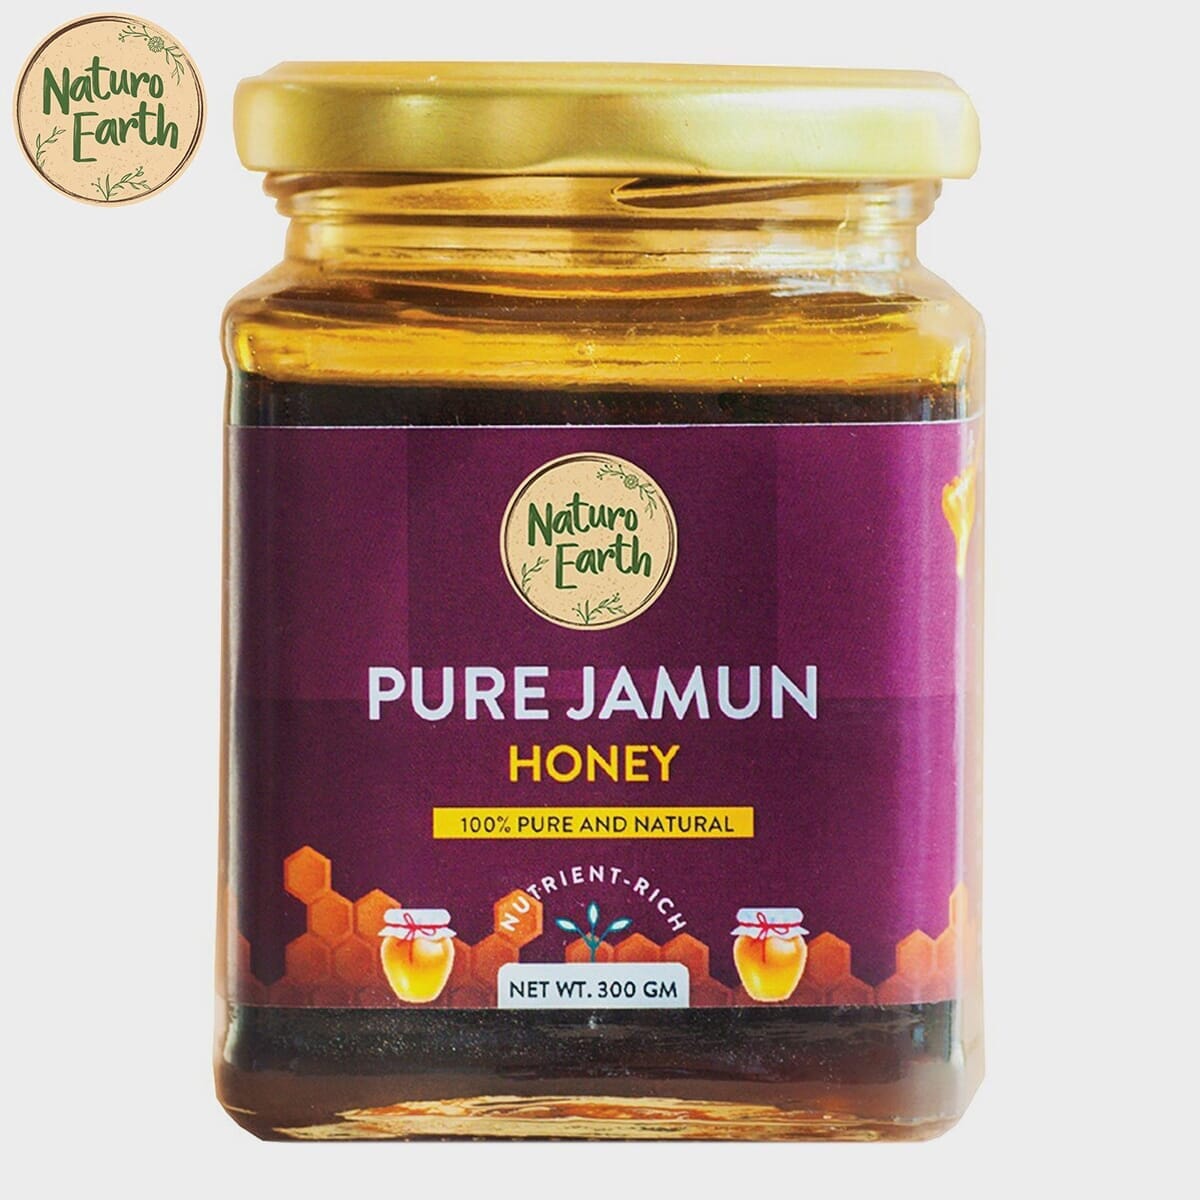 Naturo
Earth
Naturo
Earth
PURE JAMUN
HONEY
100% PURE AND NATURAL
NUTRIENT-RICH
NET WT. 300 GM